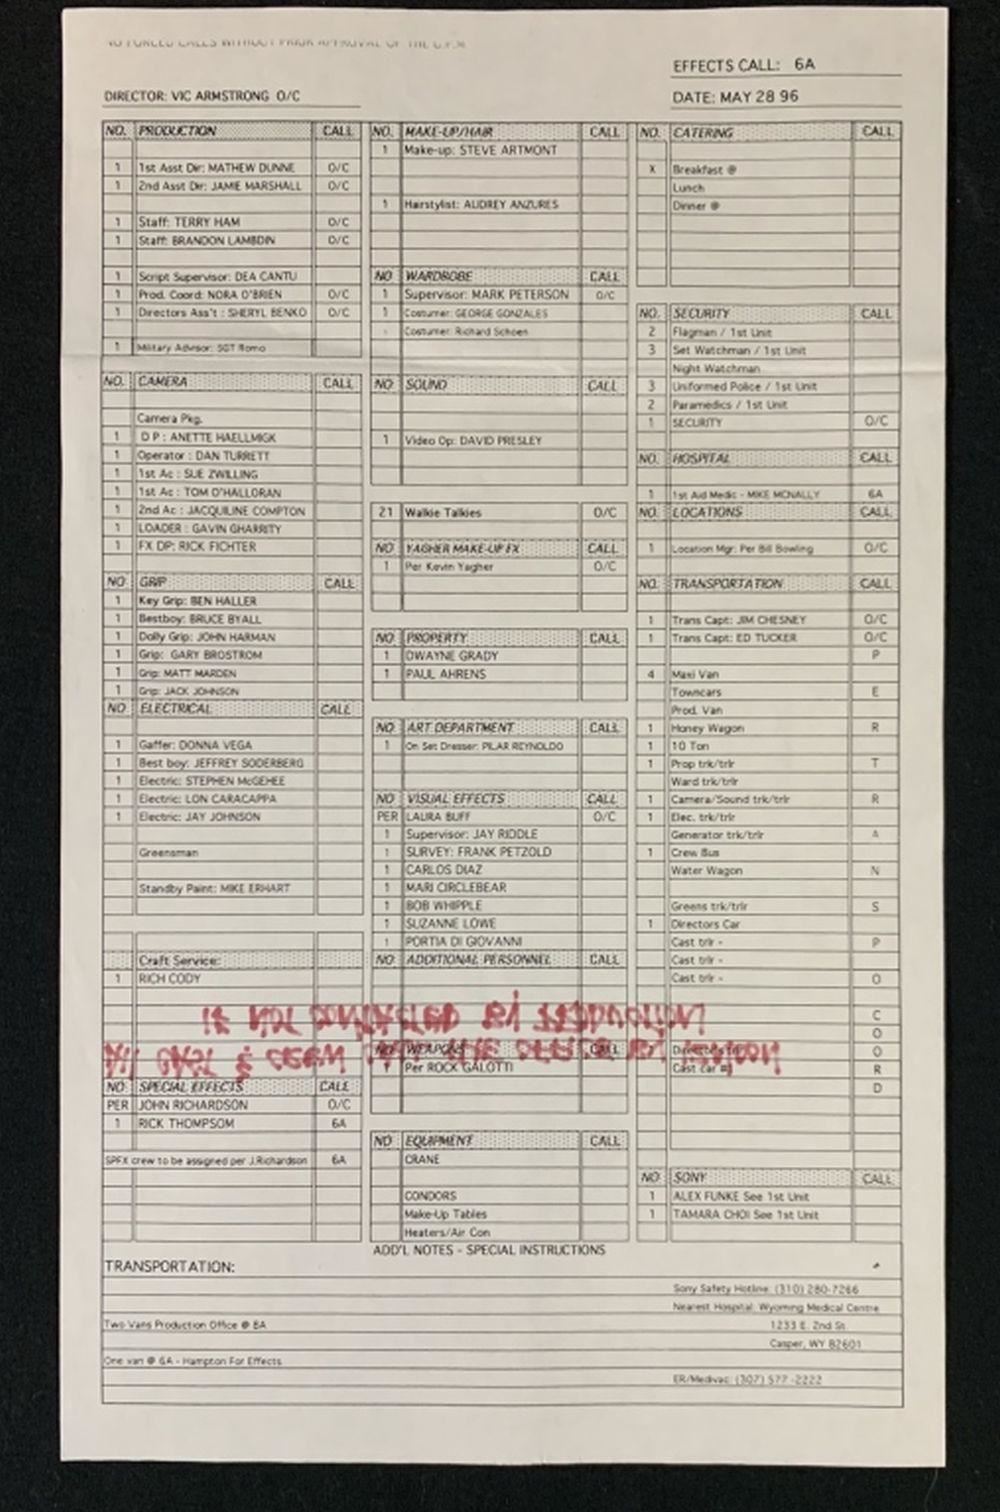 NO FORCED CALLS WITHOUT PRIOR APPROVAL OF THE U.P.M.
EFFECTS CALL: 6A
DIRECTOR: VIC ARMSTRONG O/C
DATE: MAY 28 96
NO. PRODUCTION CALL
1 1st Asst Dir: MATHEW DUNNE O/C
1 2nd Asst Dir: JAMIE MARSHALL O/C
1 Staff: TERRY HAM O/C
1 Staff: BRANDON LAMBDIN O/C
1 Script Supervisor: DEA CANTU
1 Prod. Coord: NORA O'BRIEN O/C
1 Directors Ass't : SHERYL BENKO O/C
1 Military Advisor: SGT Romo
NO. CAMERA CALL
Camera Pkg.
1 D P : ANETTE HAELLMIGK
1 Operator : DAN TURRETT
1 1st Ac : SUE ZWILLING
1 1st Ac : TOM O'HALLORAN
1 2nd Ac : JACQUILINE COMPTON
1 LOADER : GAVIN GHARRITY
1 FX DP: RICK FICHTER
NO GRIP CALL
1 Key Grip: BEN HALLER
1 Bestboy: BRUCE BYALL
1 Dolly Grip: JOHN HARMAN
1 Grip: GARY BROSTROM
1 Grip: MATT MARDEN
1 Grip: JACK JOHNSON
NO ELECTRICAL CALL
1 Gaffer: DONNA VEGA
1 Best boy: JEFFREY SODERBERG
1 Electric: STEPHEN McGEHEE
1 Electric: LON CARACAPPA
1 Electric: JAY JOHNSON
Greensman
Standby Paint: MIKE ERHART
Craft Service:
1 RICH CODY
NO. SPECIAL EFFECTS CALL
PER JOHN RICHARDSON O/C
1 RICK THOMPSOM 6A
SPFX crew to be assigned per J.Richardson 6A
NO. MAKE-UP/HAIR CALL
1 Make-up: STEVE ARTMONT
1 Hairstylist: AUDREY ANZURES
NO WARDROBE CALL
1 Supervisor: MARK PETERSON O/C
1 Costumer: GEORGE GONZALES
1 Costumer: Richard Schoen
NO SOUND CALL
1 Video Op: DAVID PRESLEY
21 Walkie Talkies O/C
NO YAGHER MAKE-UP FX CALL
1 Per Kevin Yagher O/C
NO PROPERTY CALL
1 DWAYNE GRADY
1 PAUL AHRENS
NO ART DEPARTMENT CALL
1 On Set Dresser: PILAR REYNOLDO
NO VISUAL EFFECTS CALL
PER LAURA BUFF O/C
1 Supervisor: JAY RIDDLE
1 SURVEY: FRANK PETZOLD
1 CARLOS DIAZ
1 MARI CIRCLEBEAR
1 BOB WHIPPLE
1 SUZANNE LOWE
1 PORTIA DI GIOVANNI
NO ADDITIONAL PERSONNEL CALL
NO WEAPONS CALL
1 Per ROCK GALOTTI
NO EQUIPMENT CALL
CRANE
CONDORS
Make-Up Tables
Heaters/Air Con
NO. CATERING CALL
X Breakfast @
Lunch
Dinner @
NO. SECURITY CALL
2 Flagman / 1st Unit
3 Set Watchman / 1st Unit
Night Watchman
3 Uniformed Police / 1st Unit
2 Paramedics / 1st Unit
1 SECURITY O/C
NO. HOSPITAL CALL
1 1st Aid Medic - MIKE MCNALLY 6A
NO. LOCATIONS CALL
1 Location Mgr: Per Bill Bowling O/C
NO. TRANSPORTATION CALL
1 Trans Capt: JIM CHESNEY O/C
1 Trans Capt: ED TUCKER O/C
P
4 Maxi Van
Towncars E
Prod. Van
1 Honey Wagon R
1 10 Ton
1 Prop trk/trlr T
Ward trk/trlr
1 Camera/Sound trk/trlr R
1 Elec. trk/trlr
Generator trk/trlr A
1 Crew Bus
Water Wagon N
Greens trk/trlr S
1 Directors Car
Cast trlr - P
Cast trlr -
Cast trlr - O
C
O
O
Cast car #1 R
D
NO SONY CALL
1 ALEX FUNKE See 1st Unit
1 TAMARA CHOI See 1st Unit
ADD'L NOTES - SPECIAL INSTRUCTIONS
TRANSPORTATION:
Sony Safety Hotline: (310) 280-7266
Nearest Hospital: Wyoming Medical Centre
Two Vans Production Office @ 8A
1233 E. 2nd St.
Casper, WY 82601
One van @ 6A - Hampton For Effects
ER/Medivac: (307) 577 -2222